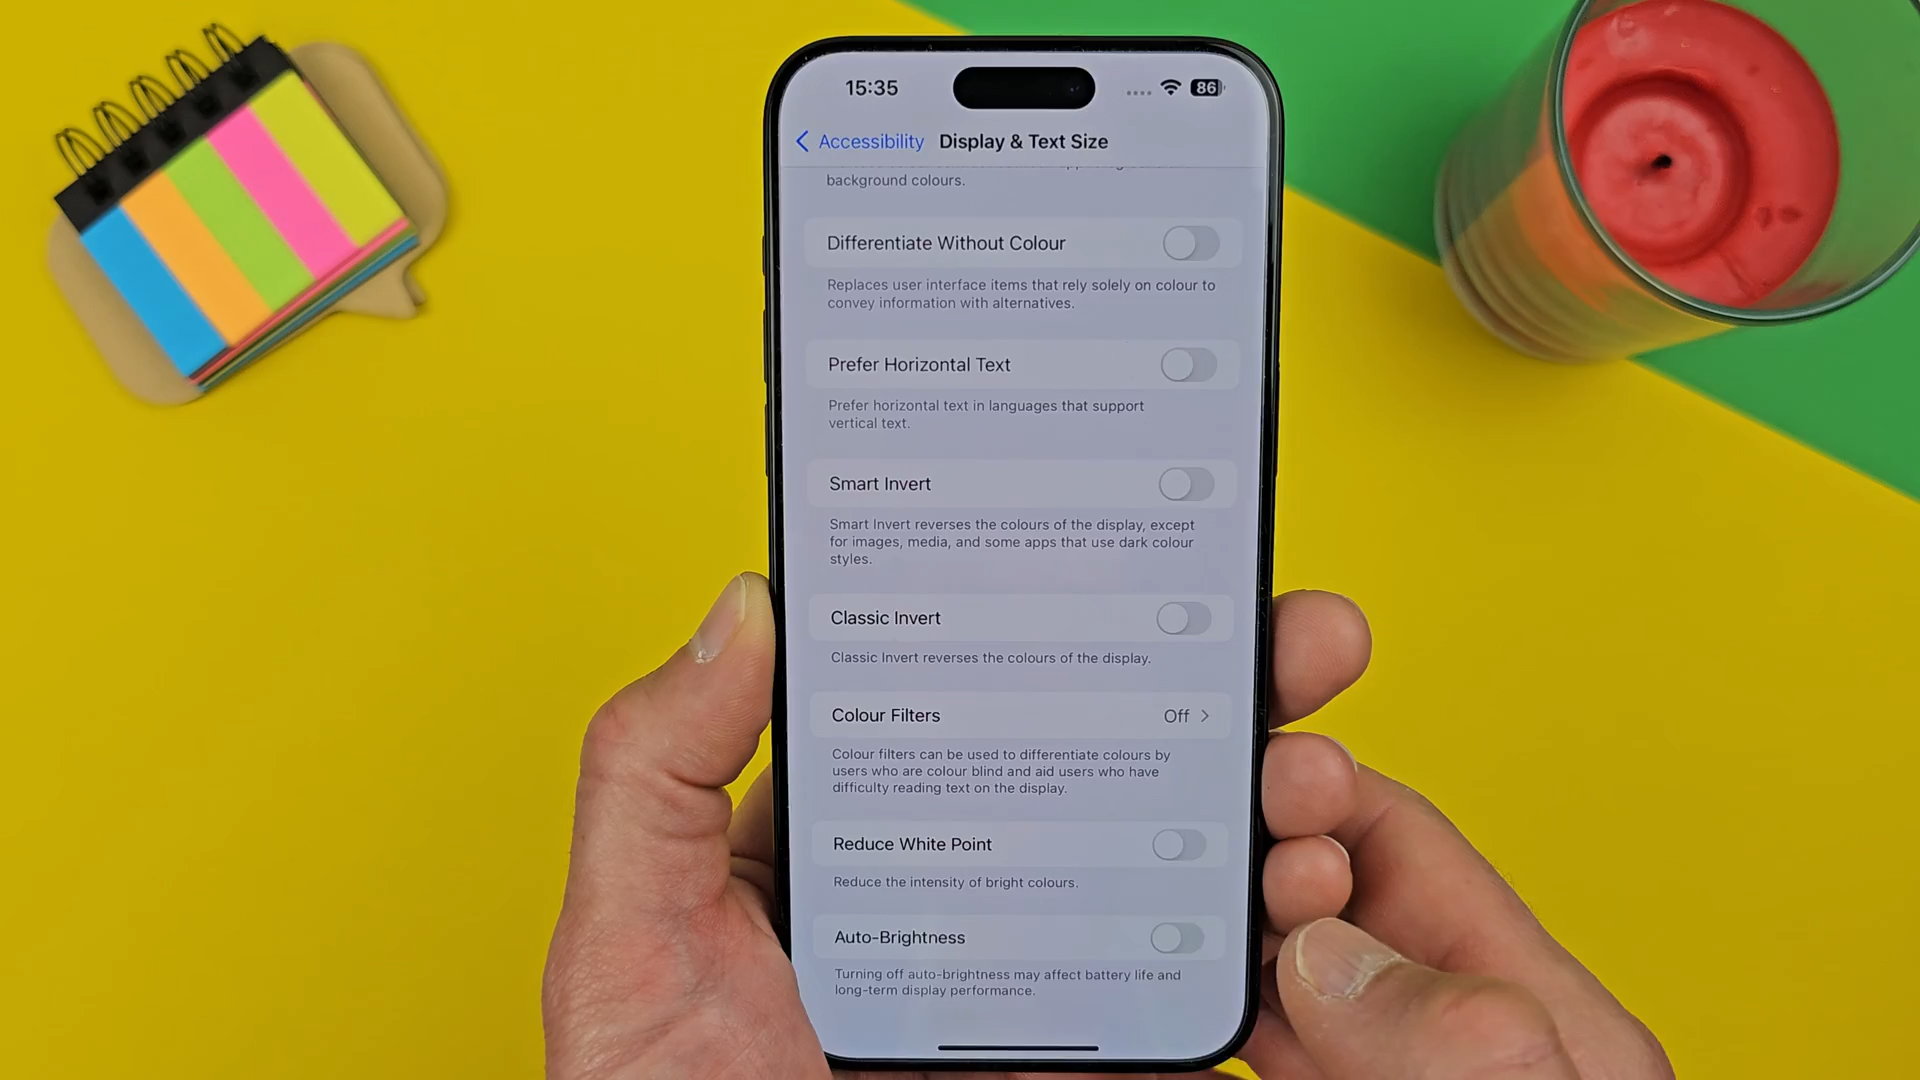 15:35
86
Accessibility Display & Text Size
background colours.
Differentiate Without Colour
Replaces user interface items that rely solely on colour to
convey information with alternatives.
Prefer Horizontal Text
Prefer horizontal text in languages that support
vertical text.
Smart Invert
Smart Invert reverses the colours of the display, except
for images, media, and some apps that use dark colour
styles.
Classic Invert
Classic Invert reverses the colours of the display.
Colour Filters Off
Colour filters can be used to differentiate colours by
users who are colour blind and aid users who have
difficulty reading text on the display.
Reduce White Point
Reduce the intensity of bright colours.
Auto-Brightness
Turning off auto-brightness may affect battery life and
long-term display performance.